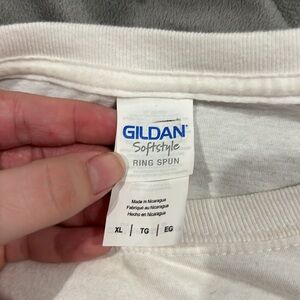 GILDAN
Softstyle
RING SPUN
Made in Nicaragua
Fabriqué au Nicaragua
Hecho en Nicaragua
XL | TG | EG